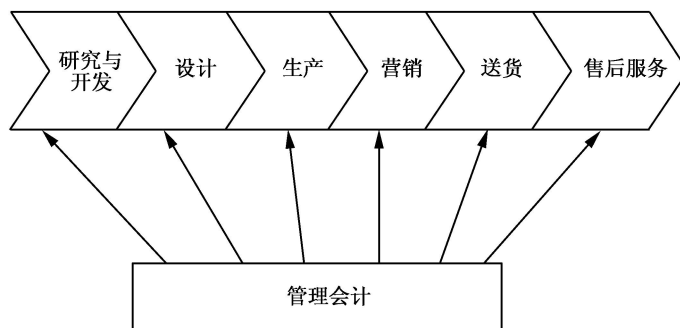 研究与
开发
设计
生产
营销
送货
售后服务
管理会计